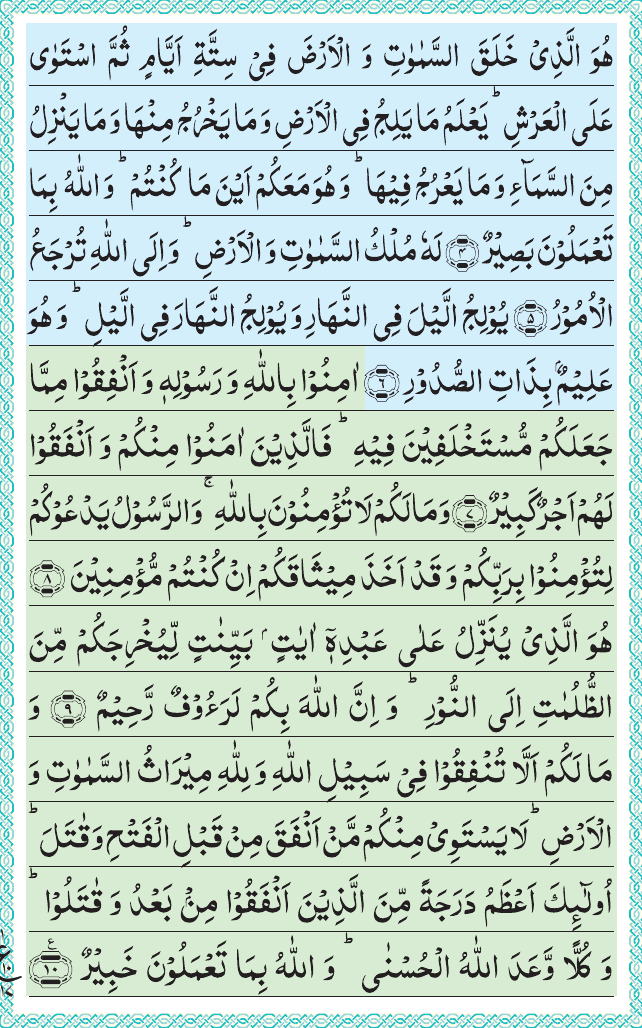 هُوَ الَّذِیْ خَلَقَ السَّمٰوٰتِ وَ الْاَرْضَ فِیْ سِتَّةِ اَیَّامٍ ثُمَّ اسْتَوٰی
عَلَی الْعَرْشِ ؕ یَعْلَمُ مَا یَلِجُ فِی الْاَرْضِ وَ مَا یَخْرُجُ مِنْهَا وَ مَا یَنْزِلُ
مِنَ السَّمَآءِ وَ مَا یَعْرُجُ فِیْهَا ؕ وَ هُوَ مَعَكُمْ اَیْنَ مَا كُنْتُمْ ؕ وَ اللّٰهُ بِمَا
تَعْمَلُوْنَ بَصِیْرٌ ﴿۴﴾ لَهٗ مُلْكُ السَّمٰوٰتِ وَ الْاَرْضِ ؕ وَ اِلَی اللّٰهِ تُرْجَعُ
الْاُمُوْرُ ﴿۵﴾ یُوْلِجُ الَّیْلَ فِی النَّهَارِ وَ یُوْلِجُ النَّهَارَ فِی الَّیْلِ ؕ وَ هُوَ
عَلِیْمٌۢ بِذَاتِ الصُّدُوْرِ ﴿۶﴾ اٰمِنُوْا بِاللّٰهِ وَ رَسُوْلِهٖ وَ اَنْفِقُوْا مِمَّا
جَعَلَكُمْ مُّسْتَخْلَفِیْنَ فِیْهِ ؕ فَالَّذِیْنَ اٰمَنُوْا مِنْكُمْ وَ اَنْفَقُوْا
لَهُمْ اَجْرٌ كَبِیْرٌ ﴿۷﴾ وَ مَا لَكُمْ لَا تُؤْمِنُوْنَ بِاللّٰهِ ۚ وَ الرَّسُوْلُ یَدْعُوْكُمْ
لِتُؤْمِنُوْا بِرَبِّكُمْ وَ قَدْ اَخَذَ مِیْثَاقَكُمْ اِنْ كُنْتُمْ مُّؤْمِنِیْنَ ﴿۸﴾
هُوَ الَّذِیْ یُنَزِّلُ عَلٰی عَبْدِهٖۤ اٰیٰتٍۭ بَیِّنٰتٍ لِّیُخْرِجَكُمْ مِّنَ
الظُّلُمٰتِ اِلَی النُّوْرِ ؕ وَ اِنَّ اللّٰهَ بِكُمْ لَرَءُوْفٌ رَّحِیْمٌ ﴿۹﴾ وَ
مَا لَكُمْ اَلَّا تُنْفِقُوْا فِیْ سَبِیْلِ اللّٰهِ وَ لِلّٰهِ مِیْرَاثُ السَّمٰوٰتِ وَ
الْاَرْضِ ؕ لَا یَسْتَوِیْ مِنْكُمْ مَّنْ اَنْفَقَ مِنْ قَبْلِ الْفَتْحِ وَ قٰتَلَ ؕ
اُولٰٓئِكَ اَعْظَمُ دَرَجَةً مِّنَ الَّذِیْنَ اَنْفَقُوْا مِنْۢ بَعْدُ وَ قٰتَلُوْا ؕ
وَ كُلًّا وَّعَدَ اللّٰهُ الْحُسْنٰی ؕ وَ اللّٰهُ بِمَا تَعْمَلُوْنَ خَبِیْرٌ ﴿۱۰﴾ ع